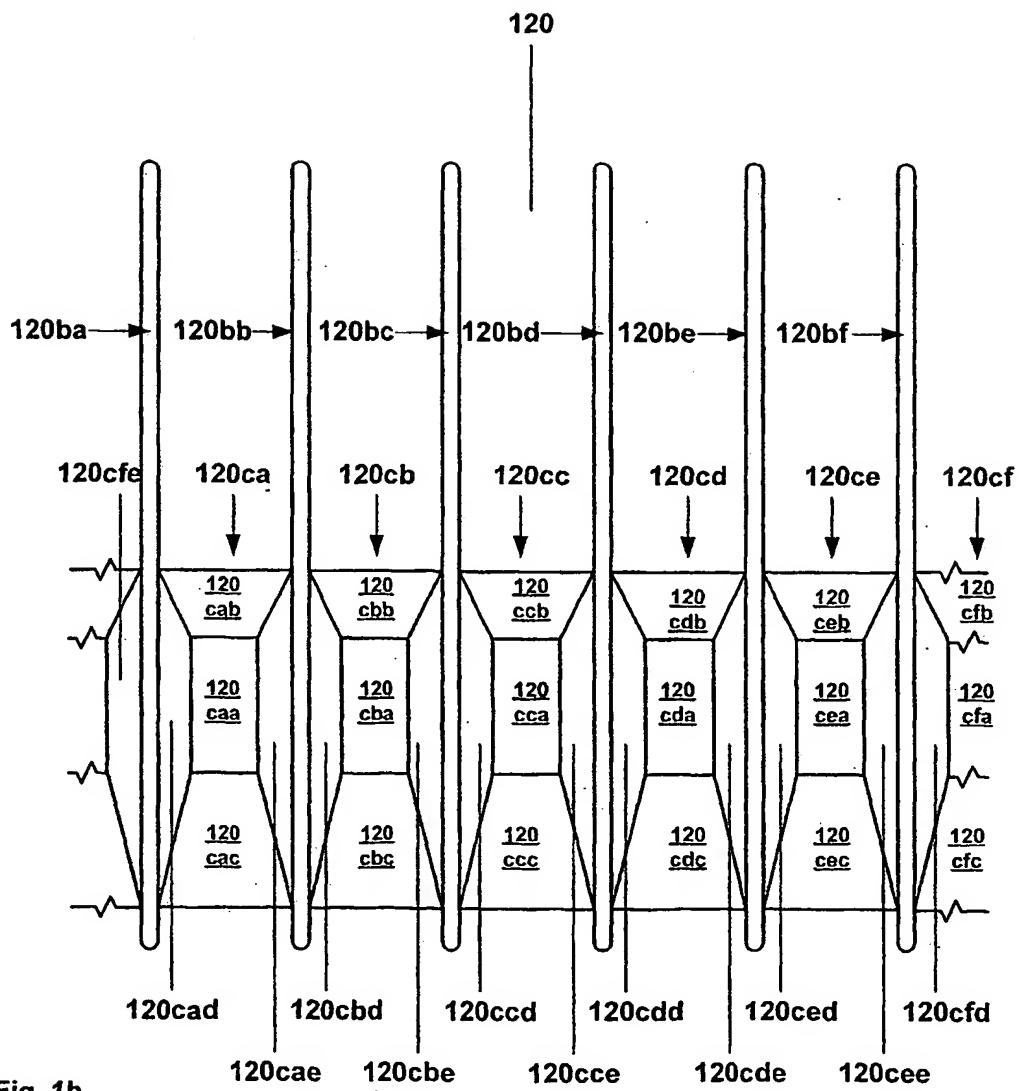 120
120ba 120bb 120bc 120bd 120be 120bf
120cfe 120ca 120cb 120cc 120cd 120ce 120cf
120 120 120 120 120 120
cab cbb ccb cdb ceb cfb
120 120 120 120 120 120
caa cba cca cda cea cfa
120 120 120 120 120 120
cac cbc ccc cdc cec cfc
120cad 120cbd 120ccd 120cdd 120ced 120cfd
120cae 120cbe 120cce 120cde 120cee
Fig. 1b